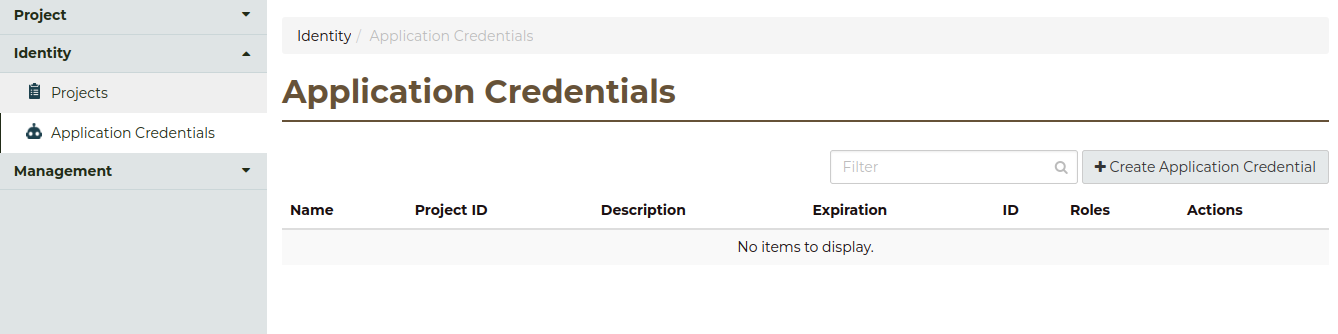 Project
Identity
Projects
Application Credentials
Management
Identity / Application Credentials
Application Credentials
Filter
Create Application Credential
Name Project ID Description Expiration ID Roles Actions
No items to display.